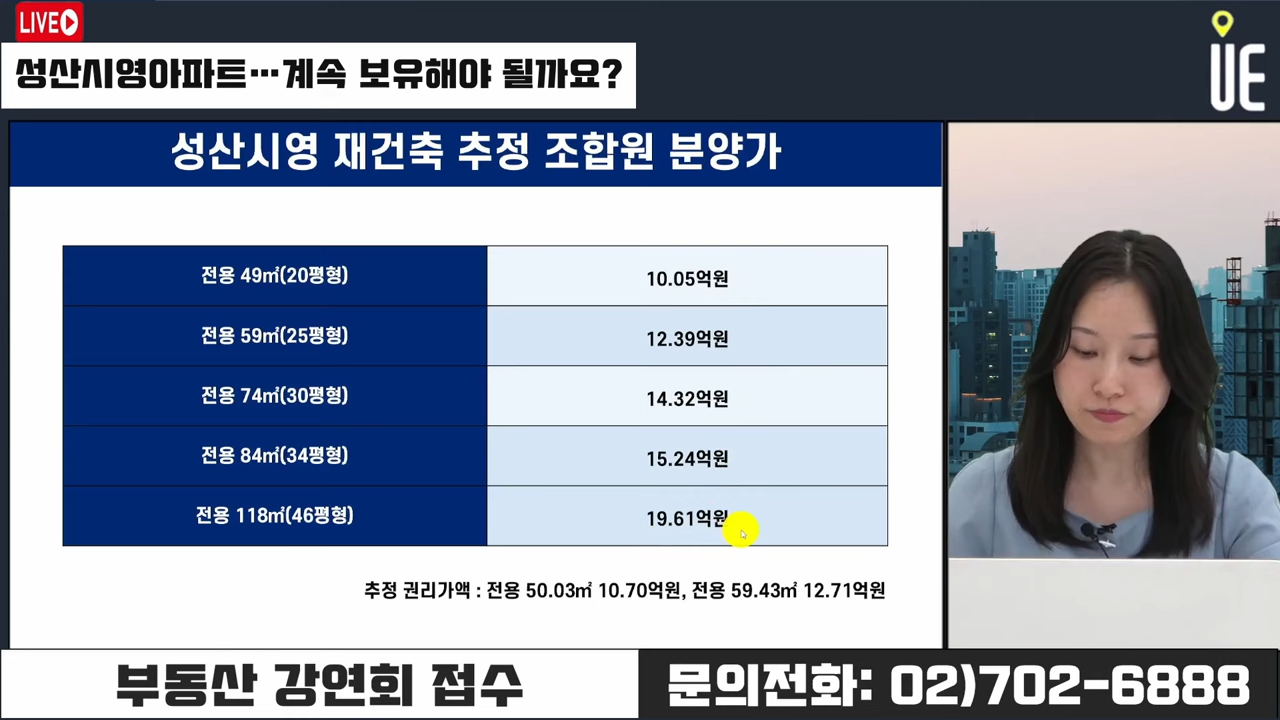 LIVE
성산시영아파트…계속 보유해야 될까요?
UE
성산시영 재건축 추정 조합원 분양가
전용 49㎡(20평형) 10.05억원
전용 59㎡(25평형) 12.39억원
전용 74㎡(30평형) 14.32억원
전용 84㎡(34평형) 15.24억원
전용 118㎡(46평형) 19.61억원
추정 권리가액 : 전용 50.03㎡ 10.70억원, 전용 59.43㎡ 12.71억원
부동산 강연회 접수
문의전화: 02)702-6888